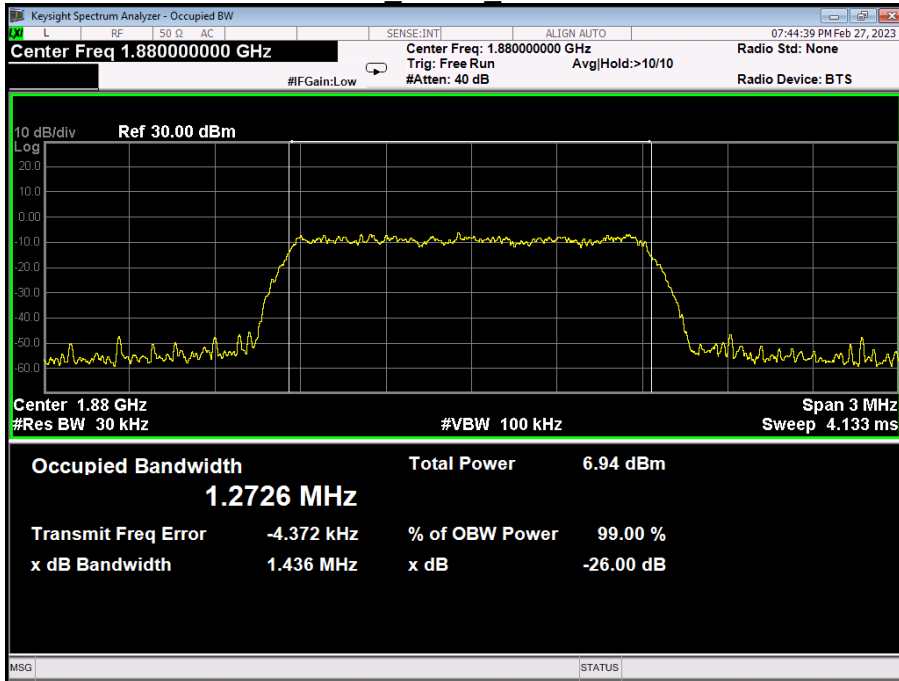 Keysight Spectrum Analyzer - Occupied BW
LXI L RF 50 Ω AC SENSE:INT ALIGN AUTO 07:44:39 PM Feb 27, 2023
Center Freq 1.880000000 GHz
Center Freq: 1.880000000 GHz
Radio Std: None
Trig: Free Run Avg|Hold:>10/10
#IFGain:Low #Atten: 40 dB Radio Device: BTS
10 dB/div Ref 30.00 dBm
Log
20.0
10.0
0.00
-10.0
-20.0
-30.0
-40.0
-50.0
-60.0
Center 1.88 GHz Span 3 MHz
#Res BW 30 kHz #VBW 100 kHz Sweep 4.133 ms
Occupied Bandwidth Total Power 6.94 dBm
1.2726 MHz
Transmit Freq Error -4.372 kHz % of OBW Power 99.00 %
x dB Bandwidth 1.436 MHz x dB -26.00 dB
MSG STATUS